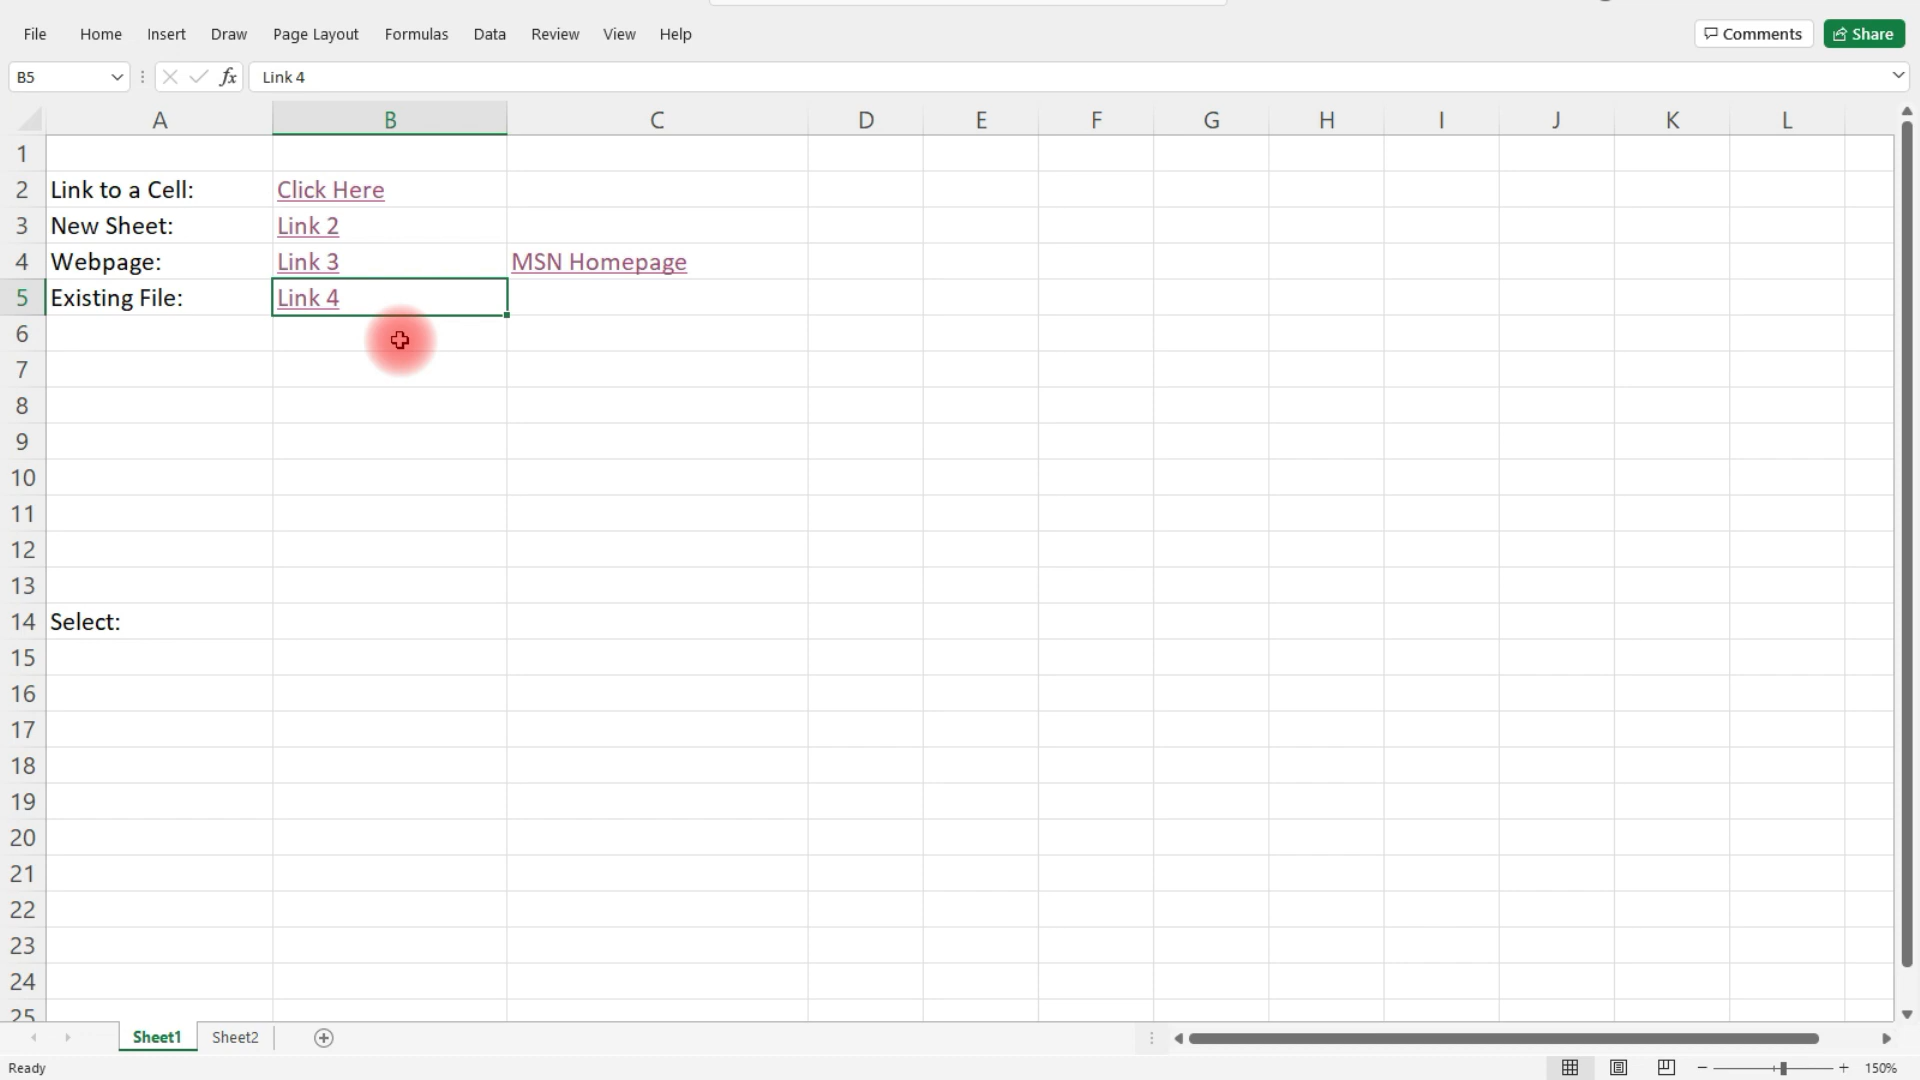 File Home Insert Draw Page Layout Formulas Data Review View Help Comments Share
B5 fx Link 4
A B C D E F G H I J K L
1
2 Link to a Cell: Click Here
3 New Sheet: Link 2
4 Webpage: Link 3 MSN Homepage
5 Existing File: Link 4
6
7
8
9
10
11
12
13
14 Select:
15
16
17
18
19
20
21
22
23
24
25
Sheet1 Sheet2
Ready 150%